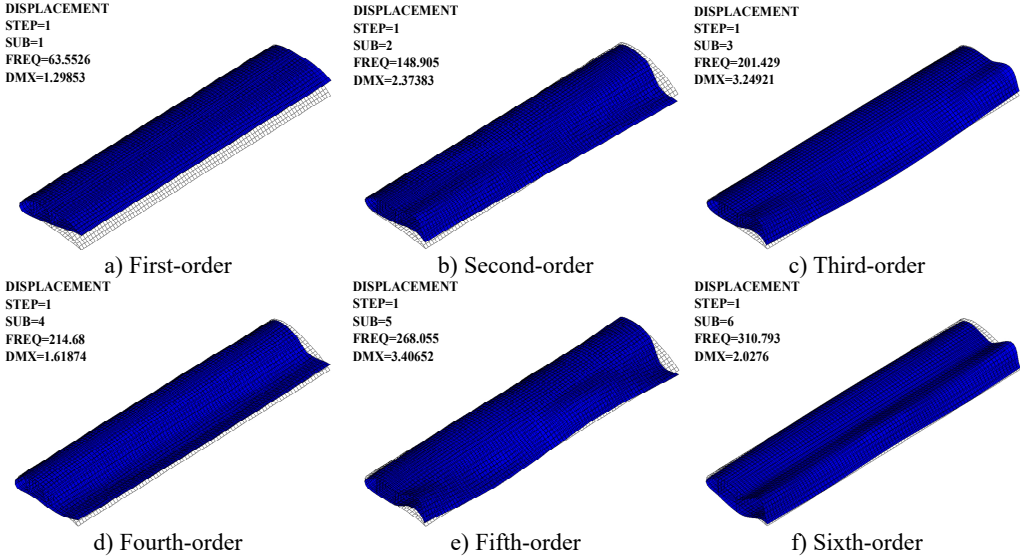 DISPLACEMENT
STEP=1
SUB=1
FREQ=63.5526
DMX=1.29853
a) First-order
DISPLACEMENT
STEP=1
SUB=2
FREQ=148.905
DMX=2.37383
b) Second-order
DISPLACEMENT
STEP=1
SUB=3
FREQ=201.429
DMX=3.24921
c) Third-order
DISPLACEMENT
STEP=1
SUB=4
FREQ=214.68
DMX=1.61874
d) Fourth-order
DISPLACEMENT
STEP=1
SUB=5
FREQ=268.055
DMX=3.40652
e) Fifth-order
DISPLACEMENT
STEP=1
SUB=6
FREQ=310.793
DMX=2.0276
f) Sixth-order